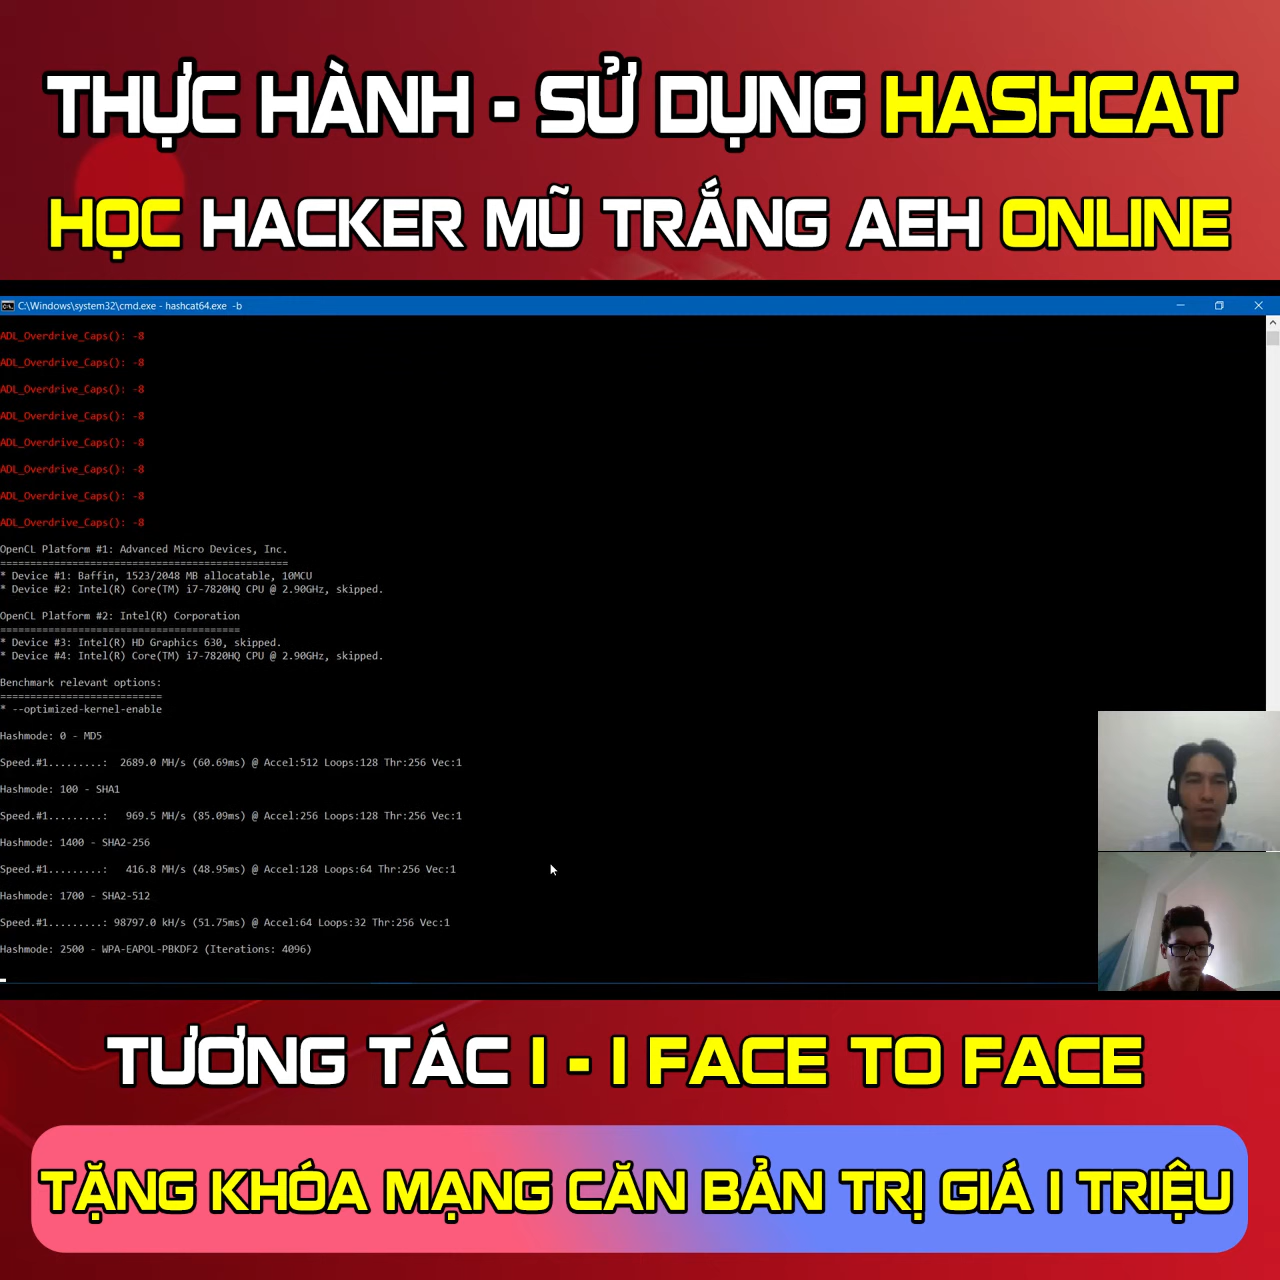 THỰC HÀNH - SỬ DỤNG HASHCAT
HỌC HACKER MŨ TRẮNG AEH ONLINE
C:\Windows\system32\cmd.exe - hashcat64.exe -b
ADL_Overdrive_Caps(): -8
ADL_Overdrive_Caps(): -8
ADL_Overdrive_Caps(): -8
ADL_Overdrive_Caps(): -8
ADL_Overdrive_Caps(): -8
ADL_Overdrive_Caps(): -8
ADL_Overdrive_Caps(): -8
ADL_Overdrive_Caps(): -8
OpenCL Platform #1: Advanced Micro Devices, Inc.
================================================
* Device #1: Baffin, 1523/2048 MB allocatable, 10MCU
* Device #2: Intel(R) Core(TM) i7-7820HQ CPU @ 2.90GHz, skipped.
OpenCL Platform #2: Intel(R) Corporation
========================================
* Device #3: Intel(R) HD Graphics 630, skipped.
* Device #4: Intel(R) Core(TM) i7-7820HQ CPU @ 2.90GHz, skipped.
Benchmark relevant options:
===========================
* --optimized-kernel-enable
Hashmode: 0 - MD5
Speed.#1.........: 2689.0 MH/s (60.69ms) @ Accel:512 Loops:128 Thr:256 Vec:1
Hashmode: 100 - SHA1
Speed.#1.........: 969.5 MH/s (85.09ms) @ Accel:256 Loops:128 Thr:256 Vec:1
Hashmode: 1400 - SHA2-256
Speed.#1.........: 416.8 MH/s (48.95ms) @ Accel:128 Loops:64 Thr:256 Vec:1
Hashmode: 1700 - SHA2-512
Speed.#1.........: 98797.0 kH/s (51.75ms) @ Accel:64 Loops:32 Thr:256 Vec:1
Hashmode: 2500 - WPA-EAPOL-PBKDF2 (Iterations: 4096)
TƯƠNG TÁC 1 - 1 FACE TO FACE
TẶNG KHÓA MẠNG CĂN BẢN TRỊ GIÁ 1 TRIỆU